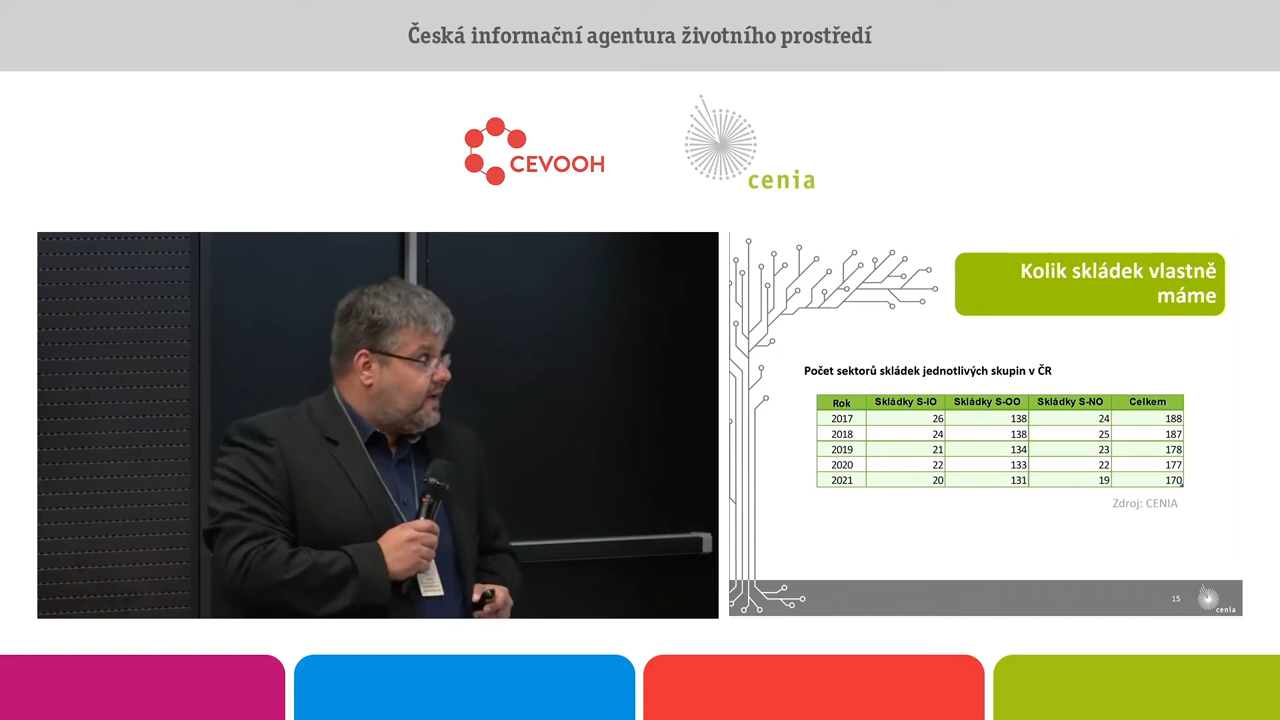 Česká informační agentura životního prostředí
CEVOOH
cenia
Kolik skládek vlastně
máme
Počet sektorů skládek jednotlivých skupin v ČR
Rok Skládky S-IO Skládky S-OO Skládky S-NO Celkem
2017 26 138 24 188
2018 24 138 25 187
2019 21 134 23 178
2020 22 133 22 177
2021 20 131 19 170
Zdroj: CENIA
15
cenia